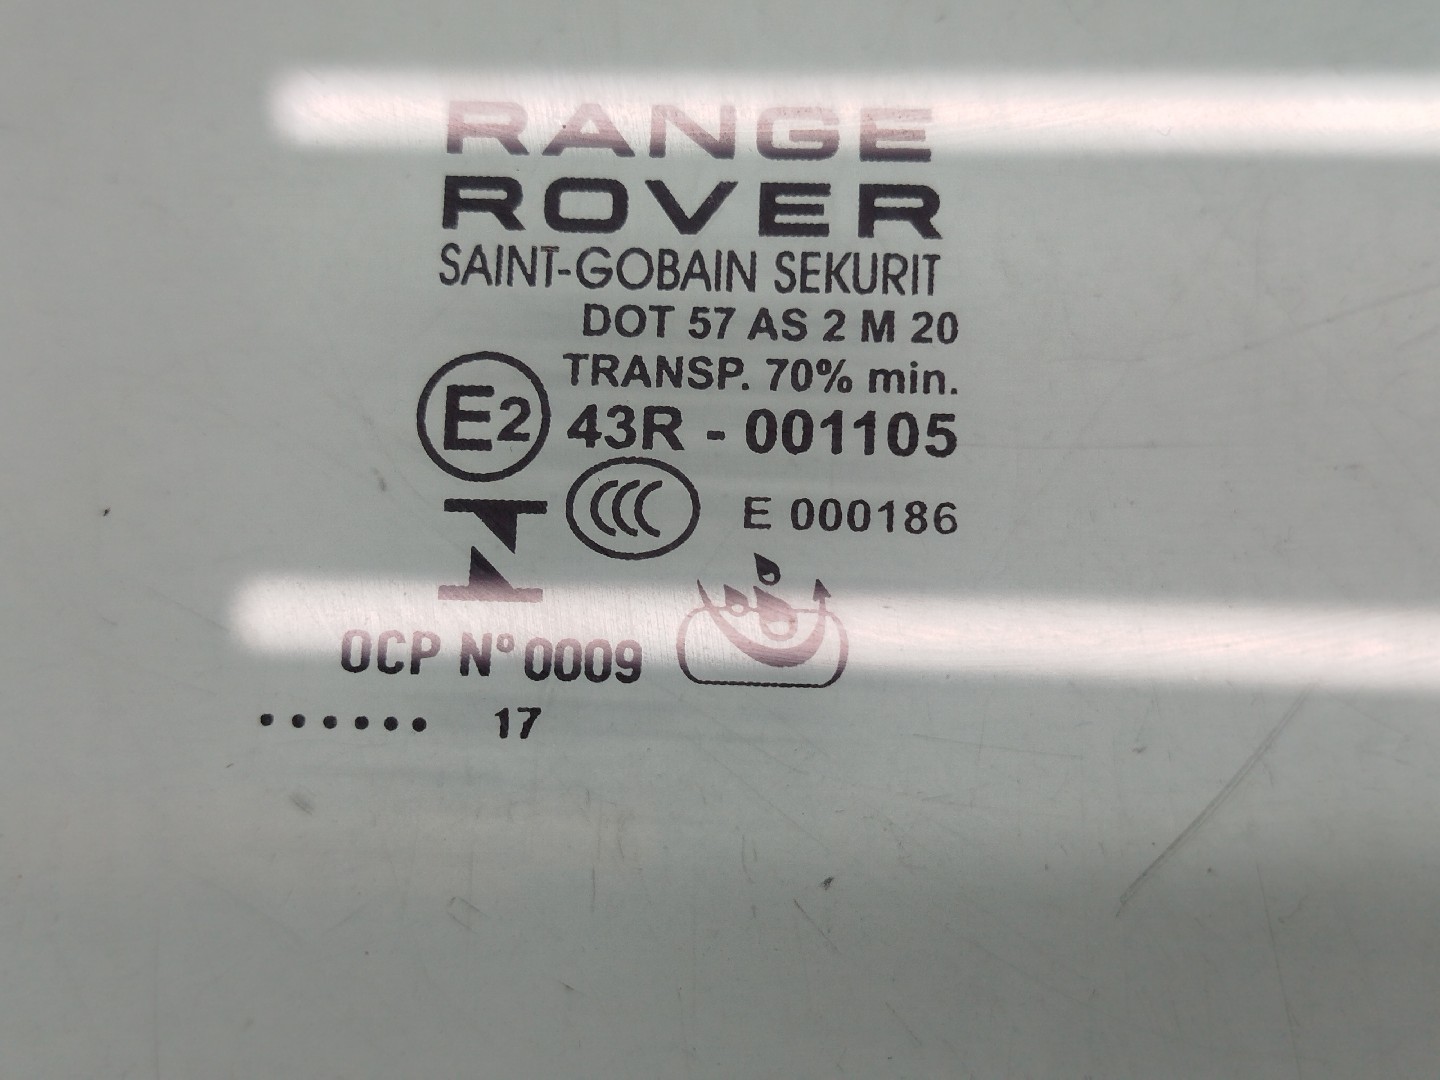 RANGE
ROVER
SAINT-GOBAIN SEKURIT
DOT 57 AS 2 M 20
TRANSP. 70% min.
E2 43R - 001105
CCC E 000186
OCP Nº 0009
...... 17